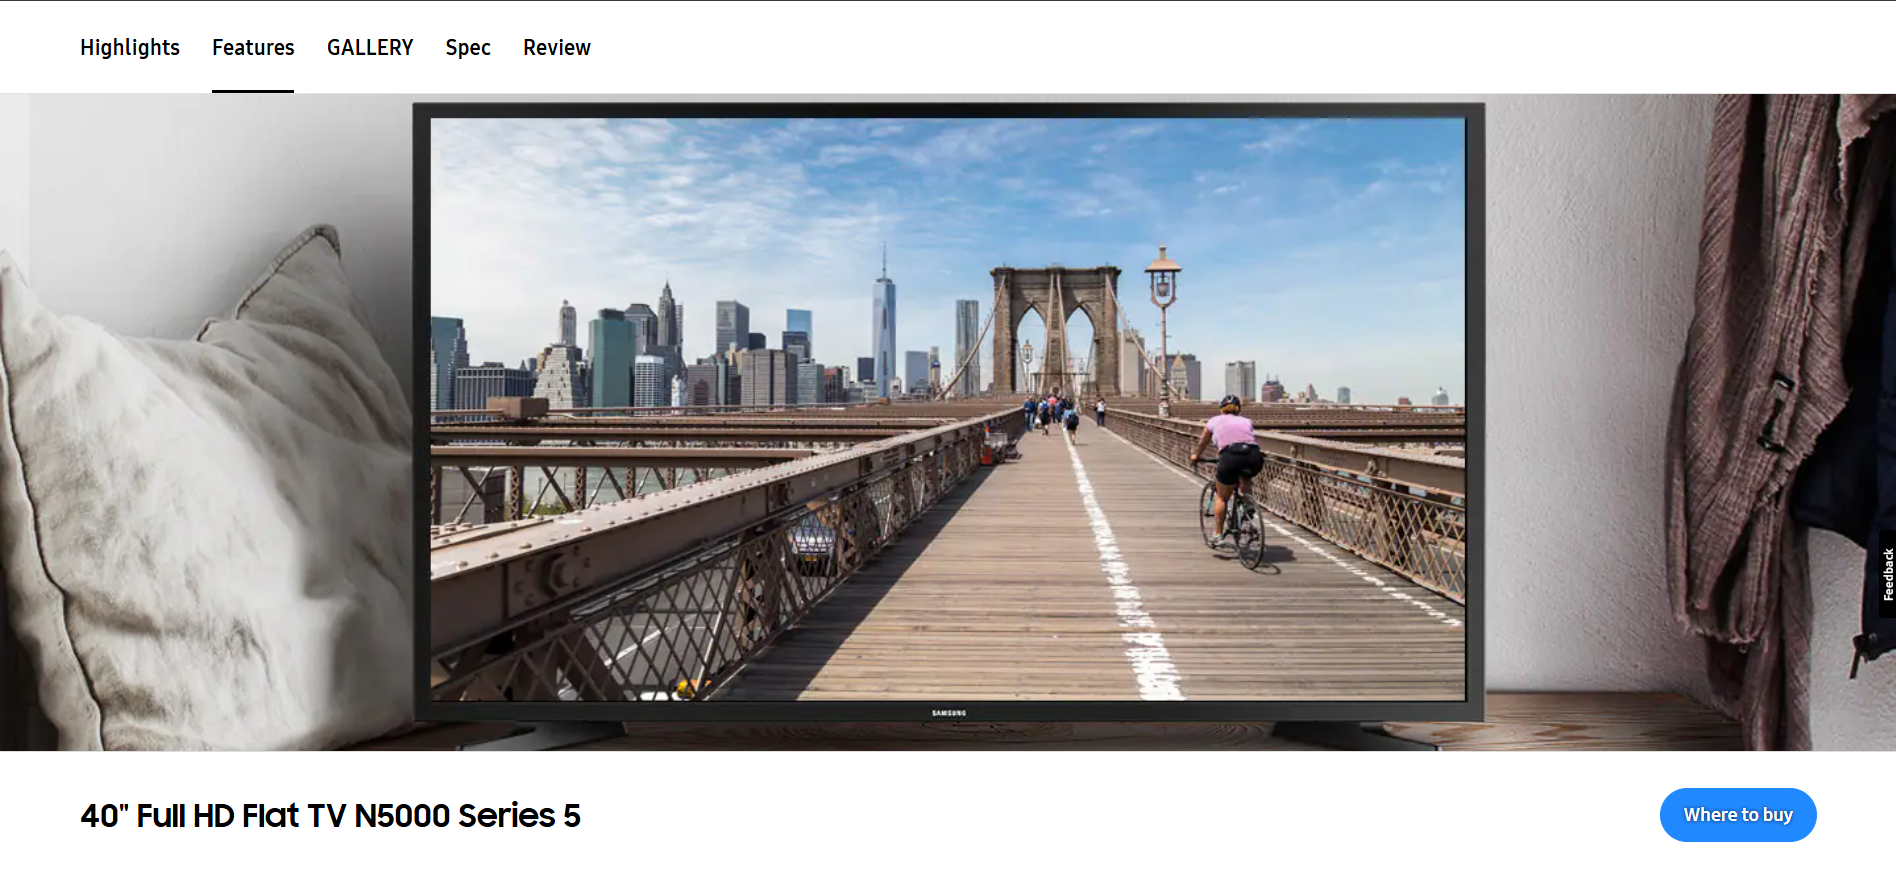 Highlights Features GALLERY Spec Review
SAMSUNG
Feedback
40" Full HD Flat TV N5000 Series 5
Where to buy